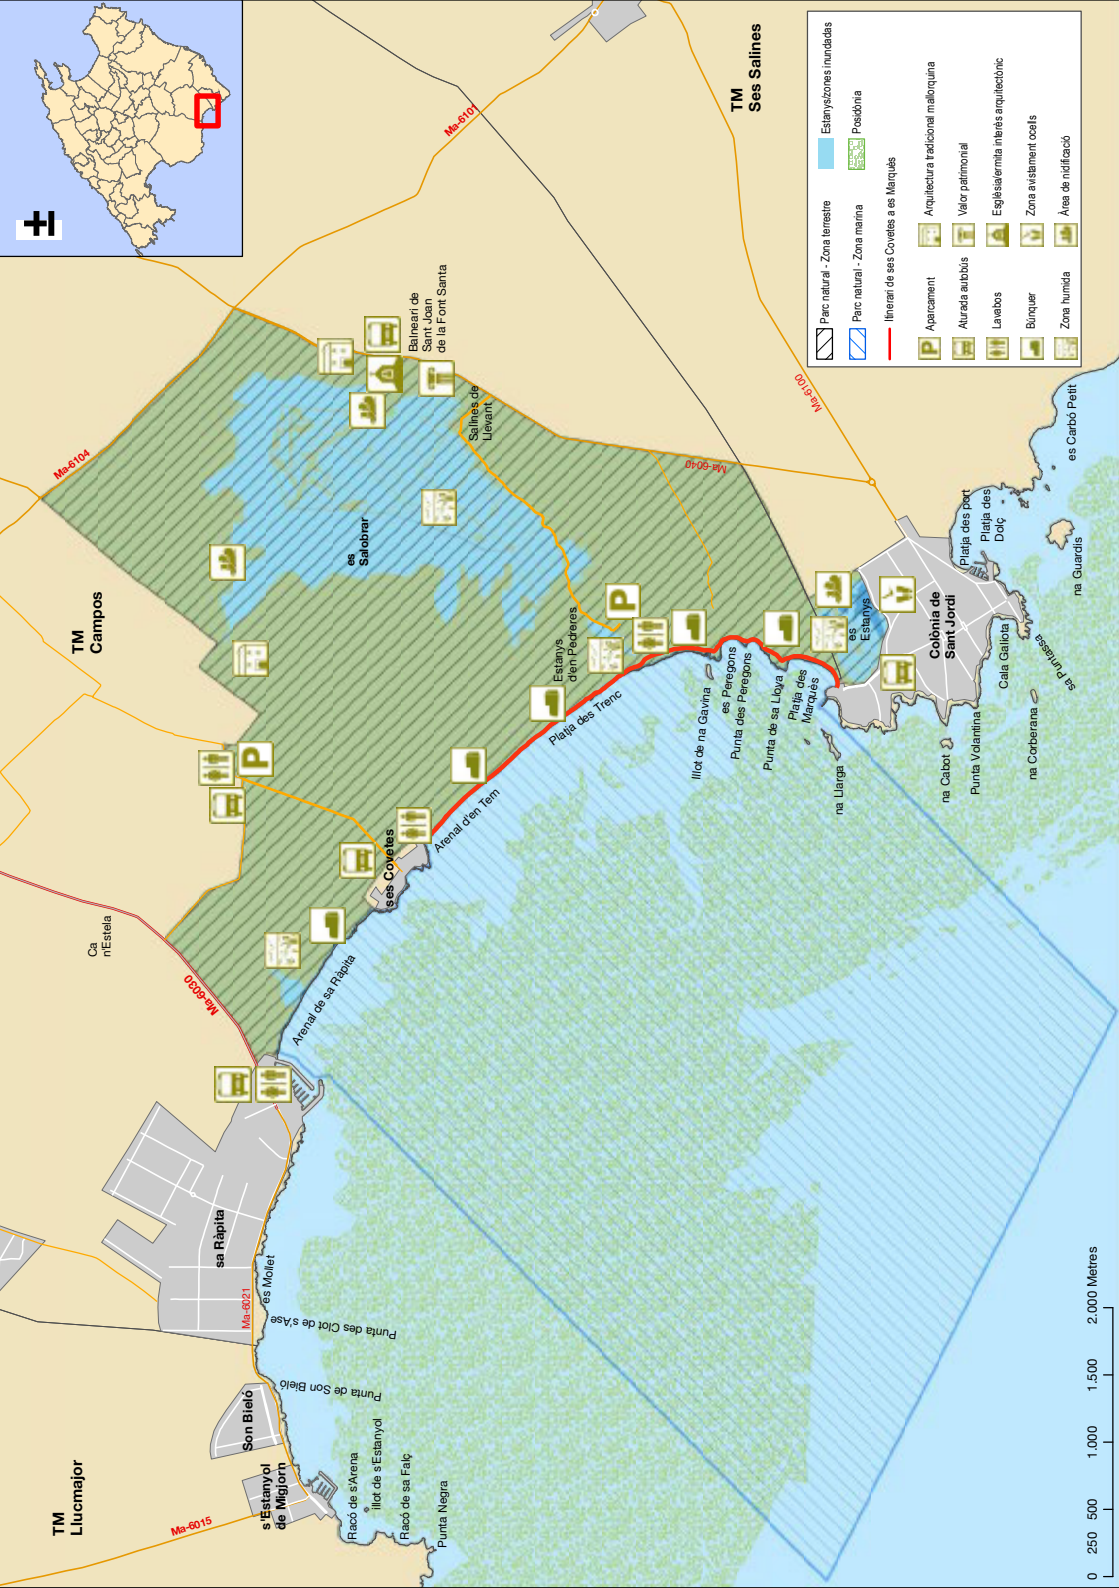 TM
Llucmajor
TM
Campos
TM
Ses Salines
Ma-6015
Ma-6021
Ma-6030
Ma-6104
Ma-6101
Ma-6100
Ma-6040
Ca
n'Estela
s'Estanyol
de Migjorn
Son Bieló
sa Ràpita
es Mollet
Punta des Clot de s'Ase
Punta de Son Bieló
Racó de s'Arena
illot de s'Estanyol
Racó de sa Falç
Punta Negra
Arenal de sa Ràpita
ses Covetes
Arenal d'en Tem
Platja des Trenc
Estanys
d'en Pedreres
es
Salobrar
Salines de
Llevant
Balneari de
Sant Joan
de la Font Santa
P
P
Illot de na Gavina
es Peregons
Punta des Peregons
Punta de sa Llova
Platja des
Marquès
na Llarga
es
Estanys
Colònia de
Sant Jordi
na Cabot
Punta Volantina
Cala Galiota
na Corberana
sa Puntassa
Platja des port
Platja des
Dolç
na Guardis
es Carbó Petit
Parc natural - Zona terrestre
Parc natural - Zona marina
Itinerari de ses Covetes a es Marquès
Estanys/zones inundades
Posidònia
P
Aparcament
Aturada autobús
Lavabos
Búnquer
Zona humida
Arquitectura tradicional mallorquina
Valor patrimonial
Església/ermita interès arquitectònic
Zona avistament ocells
Àrea de nidificació
0 250 500 1.000 1.500 2.000 Metres